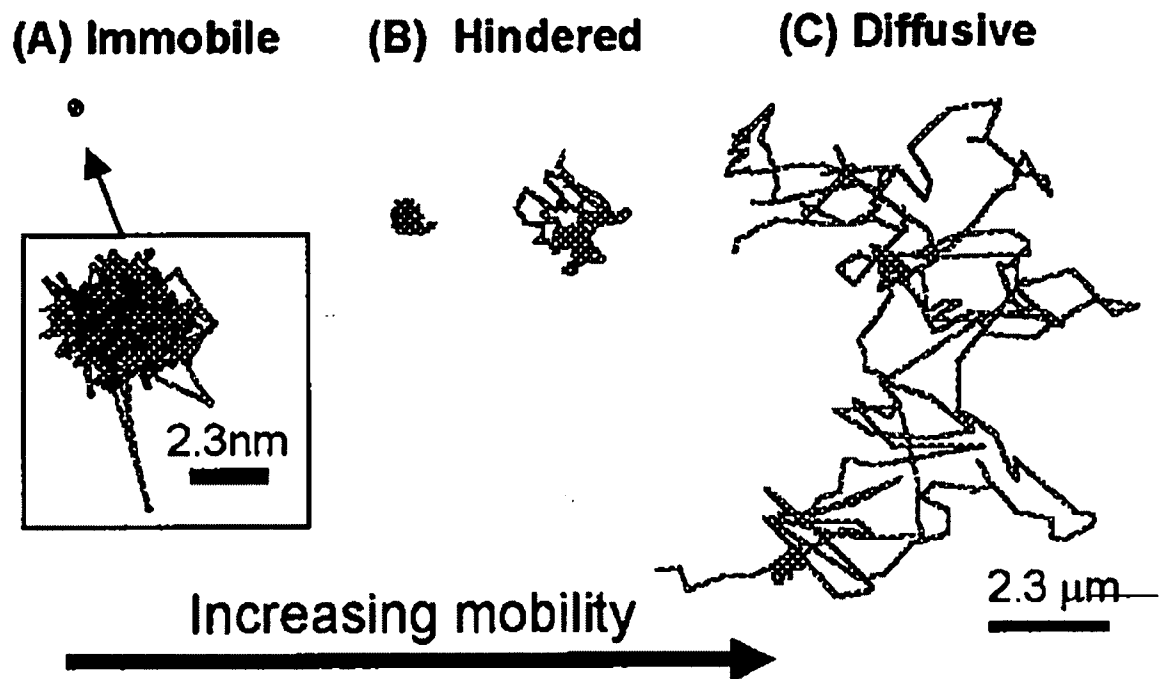 (A) Immobile (B) Hindered (C) Diffusive
2.3nm
2.3 μm
Increasing mobility